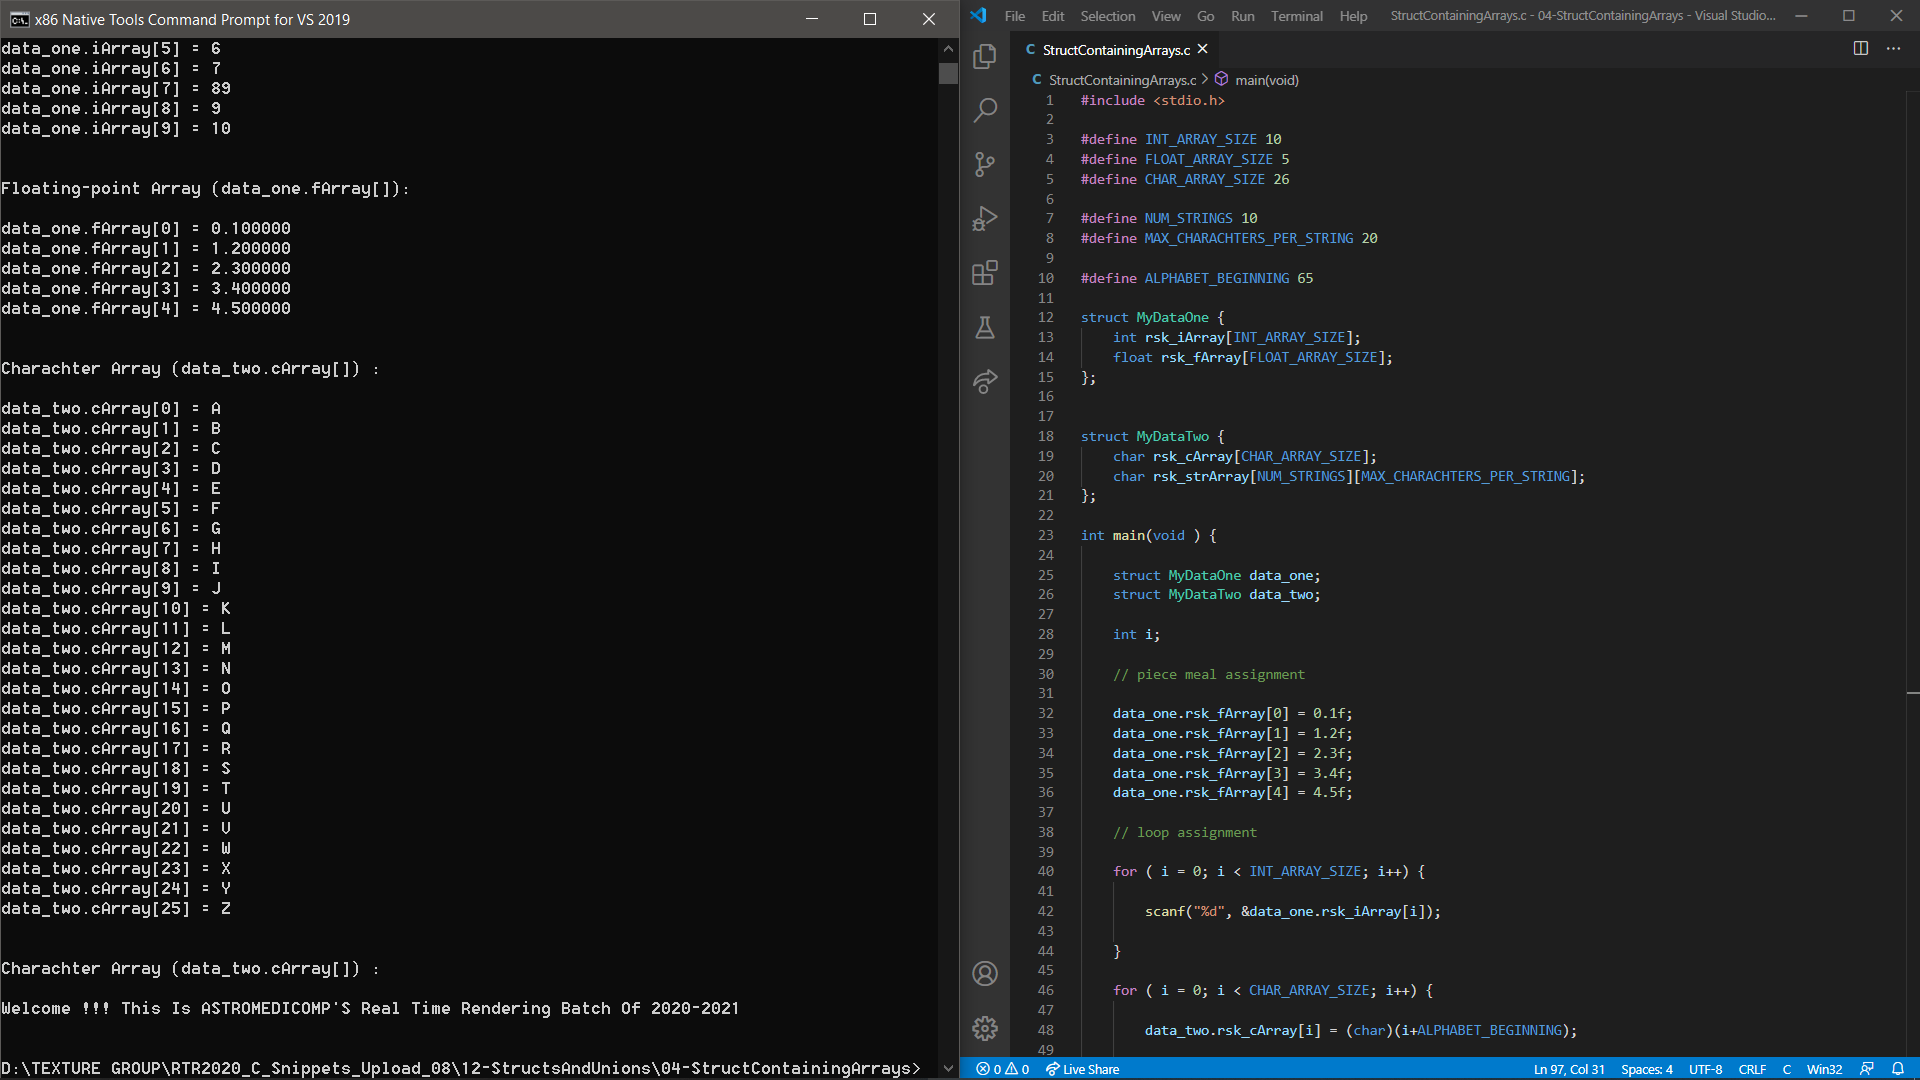 x86 Native Tools Command Prompt for VS 2019
data_one.iArray[5] = 6
data_one.iArray[6] = 7
data_one.iArray[7] = 89
data_one.iArray[8] = 9
data_one.iArray[9] = 10
Floating-point Array (data_one.fArray[]):
data_one.fArray[0] = 0.100000
data_one.fArray[1] = 1.200000
data_one.fArray[2] = 2.300000
data_one.fArray[3] = 3.400000
data_one.fArray[4] = 4.500000
Charachter Array (data_two.cArray[]) :
data_two.cArray[0] = A
data_two.cArray[1] = B
data_two.cArray[2] = C
data_two.cArray[3] = D
data_two.cArray[4] = E
data_two.cArray[5] = F
data_two.cArray[6] = G
data_two.cArray[7] = H
data_two.cArray[8] = I
data_two.cArray[9] = J
data_two.cArray[10] = K
data_two.cArray[11] = L
data_two.cArray[12] = M
data_two.cArray[13] = N
data_two.cArray[14] = O
data_two.cArray[15] = P
data_two.cArray[16] = Q
data_two.cArray[17] = R
data_two.cArray[18] = S
data_two.cArray[19] = T
data_two.cArray[20] = U
data_two.cArray[21] = V
data_two.cArray[22] = W
data_two.cArray[23] = X
data_two.cArray[24] = Y
data_two.cArray[25] = Z
Charachter Array (data_two.cArray[]) :
Welcome !!! This Is ASTROMEDICOMP'S Real Time Rendering Batch Of 2020-2021
D:\TEXTURE GROUP\RTR2020_C_Snippets_Upload_08\12-StructsAndUnions\04-StructContainingArrays>
File Edit Selection View Go Run Terminal Help StructContainingArrays.c - 04-StructContainingArrays - Visual Studio...
C StructContainingArrays.c
C StructContainingArrays.c > main(void)
1 #include <stdio.h>
2
3 #define INT_ARRAY_SIZE 10
4 #define FLOAT_ARRAY_SIZE 5
5 #define CHAR_ARRAY_SIZE 26
6
7 #define NUM_STRINGS 10
8 #define MAX_CHARACHTERS_PER_STRING 20
9
10 #define ALPHABET_BEGINNING 65
11
12 struct MyDataOne {
13 int rsk_iArray[INT_ARRAY_SIZE];
14 float rsk_fArray[FLOAT_ARRAY_SIZE];
15 };
16
17
18 struct MyDataTwo {
19 char rsk_cArray[CHAR_ARRAY_SIZE];
20 char rsk_strArray[NUM_STRINGS][MAX_CHARACHTERS_PER_STRING];
21 };
22
23 int main(void ) {
24
25 struct MyDataOne data_one;
26 struct MyDataTwo data_two;
27
28 int i;
29
30 // piece meal assignment
31
32 data_one.rsk_fArray[0] = 0.1f;
33 data_one.rsk_fArray[1] = 1.2f;
34 data_one.rsk_fArray[2] = 2.3f;
35 data_one.rsk_fArray[3] = 3.4f;
36 data_one.rsk_fArray[4] = 4.5f;
37
38 // loop assignment
39
40 for ( i = 0; i < INT_ARRAY_SIZE; i++) {
41
42 scanf("%d", &data_one.rsk_iArray[i]);
43
44 }
45
46 for ( i = 0; i < CHAR_ARRAY_SIZE; i++) {
47
48 data_two.rsk_cArray[i] = (char)(i+ALPHABET_BEGINNING);
49
0 0 Live Share Ln 97, Col 31 Spaces: 4 UTF-8 CRLF C Win32